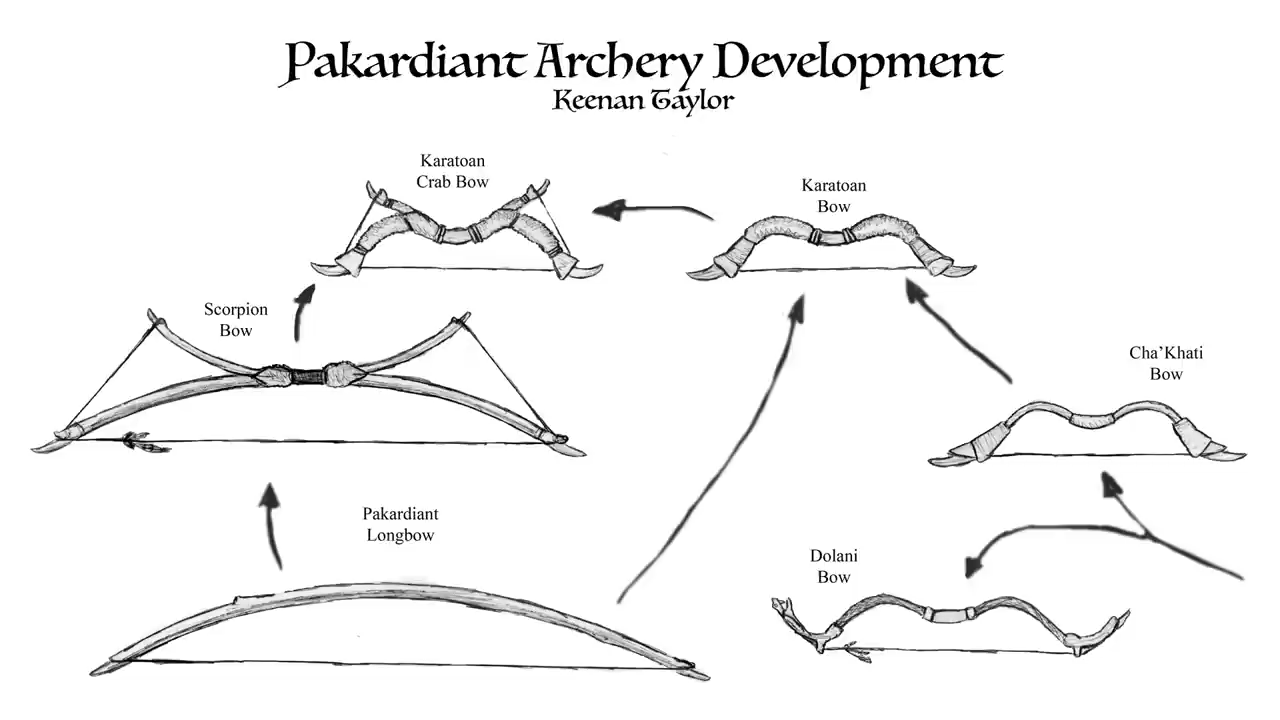 Pakardiant Archery Development
Keenan Taylor
Karatoan
Crab Bow
Karatoan
Bow
Scorpion
Bow
Cha'Khati
Bow
Pakardiant
Longbow
Dolani
Bow